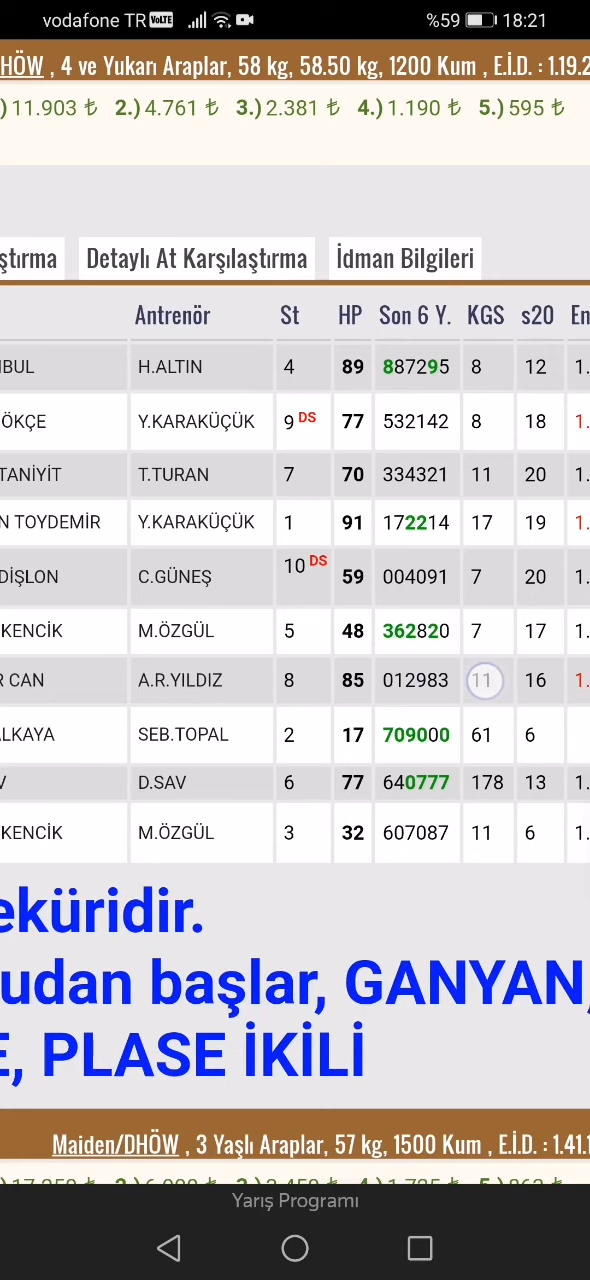 vodafone TR VoLTE %59 18:21
HÖW , 4 ve Yukarı Araplar, 58 kg, 58.50 kg, 1200 Kum , E.İ.D. : 1.19.2
) 11.903 ₺ 2.) 4.761 ₺ 3.) 2.381 ₺ 4.) 1.190 ₺ 5.) 595 ₺
ştırma Detaylı At Karşılaştırma İdman Bilgileri
Antrenör St HP Son 6 Y. KGS s20 En
IBUL H.ALTIN 4 89 887295 8 12 1.
ÖKÇE Y.KARAKÜÇÜK 9 DS 77 532142 8 18 1.
TANİYİT T.TURAN 7 70 334321 11 20 1.
N TOYDEMİR Y.KARAKÜÇÜK 1 91 172214 17 19 1.
DİŞLON C.GÜNEŞ 10 DS 59 004091 7 20 1.
KENCİK M.ÖZGÜL 5 48 362820 7 17 1.
R CAN A.R.YILDIZ 8 85 012983 11 16 1.
LKAYA SEB.TOPAL 2 17 709000 61 6
V D.SAV 6 77 640777 178 13 1.
KENCİK M.ÖZGÜL 3 32 607087 11 6 1.
eküridir.
udan başlar, GANYAN,
E, PLASE İKİLİ
Maiden/DHÖW , 3 Yaşlı Araplar, 57 kg, 1500 Kum , E.İ.D. : 1.41.1
Yarış Programı